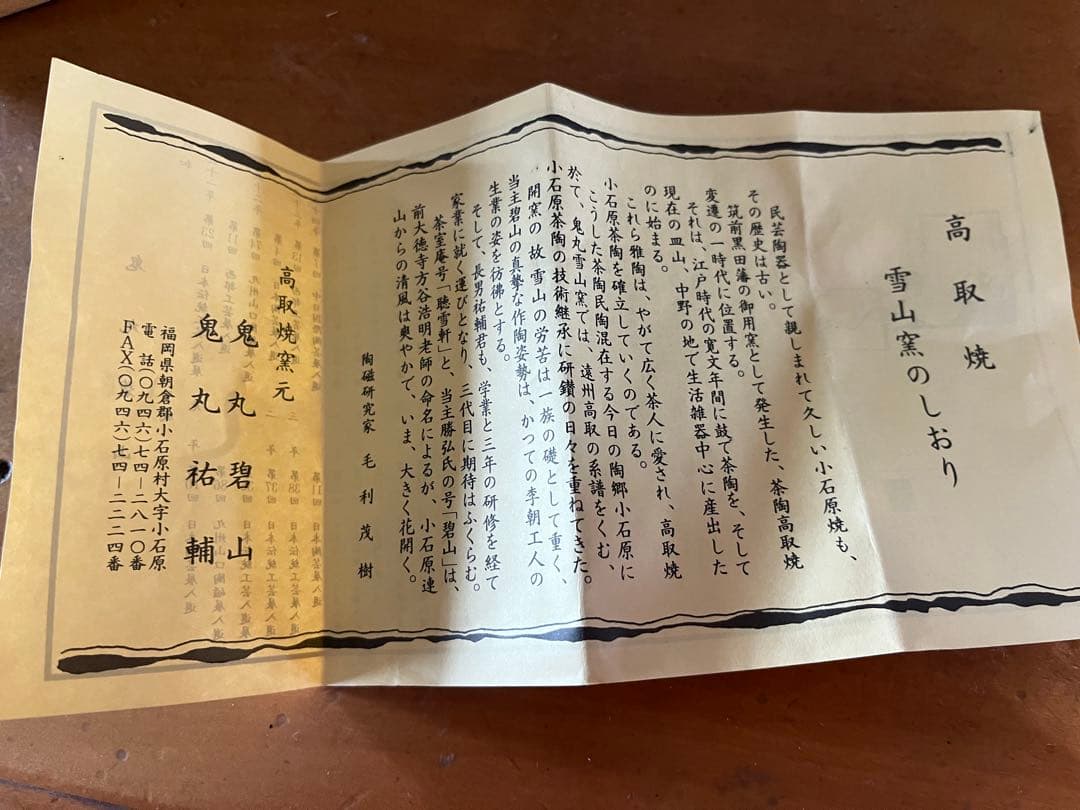 高取焼
雪山窯のしおり
民芸陶器として親しまれて久しい小石原焼も、
その歴史は古い。
筑前黒田藩の御用窯として発生した、茶陶高取焼
変遷の一時代に位置する。
それは、江戸時代の寛文年間に鼓で茶陶を、そして
現在の皿山、中野の地で生活雑器中心に産出した
のに始まる。
これら雅陶は、やがて広く茶人に愛され、高取焼
小石原茶陶を確立していくのである。
こうした茶陶民陶混在する今日の陶郷小石原に
於て、鬼丸雪山窯では、遠州高取の系譜をくむ、
小石原茶陶の技術継承に研鑽の日々を重ねてきた。
開窯の故雪山の労苦は一族の礎として重く、
当主碧山の真摯な作陶姿勢は、かつての李朝工人の
生業の姿を彷彿とする。
そして、長男祐輔君も、学業と三年の研修を経て
家業に就く運びとなり、三代目に期待はふくらむ。
茶室庵号「聴雪軒」と、当主勝弘氏の号「碧山」は、
前大徳寺方谷浩明老師の命名によるが、小石原連
山からの清風は爽やかで、いま、大きく花開く。
陶磁研究家 毛利茂樹
高取焼窯元
鬼丸碧山
鬼丸祐輔
福岡県朝倉郡小石原村大字小石原
電話(〇九四六)七四―二八一〇番
FAX(〇九四六)七四―二二二四番